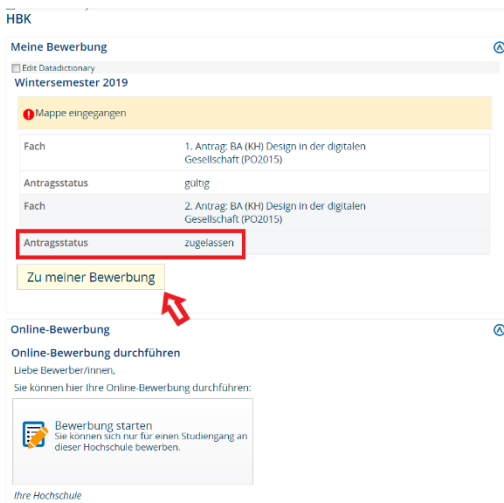 HBK
Meine Bewerbung
Edit Datadictionary
Wintersemester 2019
Mappe eingegangen
Fach 1. Antrag: BA (KH) Design in der digitalen
Gesellschaft (PO2015)
Antragsstatus gültig
Fach 2. Antrag: BA (KH) Design in der digitalen
Gesellschaft (PO2015)
Antragsstatus zugelassen
Zu meiner Bewerbung
Online-Bewerbung
Online-Bewerbung durchführen
Liebe Bewerber/innen,
Sie können hier Ihre Online-Bewerbung durchführen:
Bewerbung starten
Sie können sich nur für einen Studiengang an
dieser Hochschule bewerben.
Ihre Hochschule